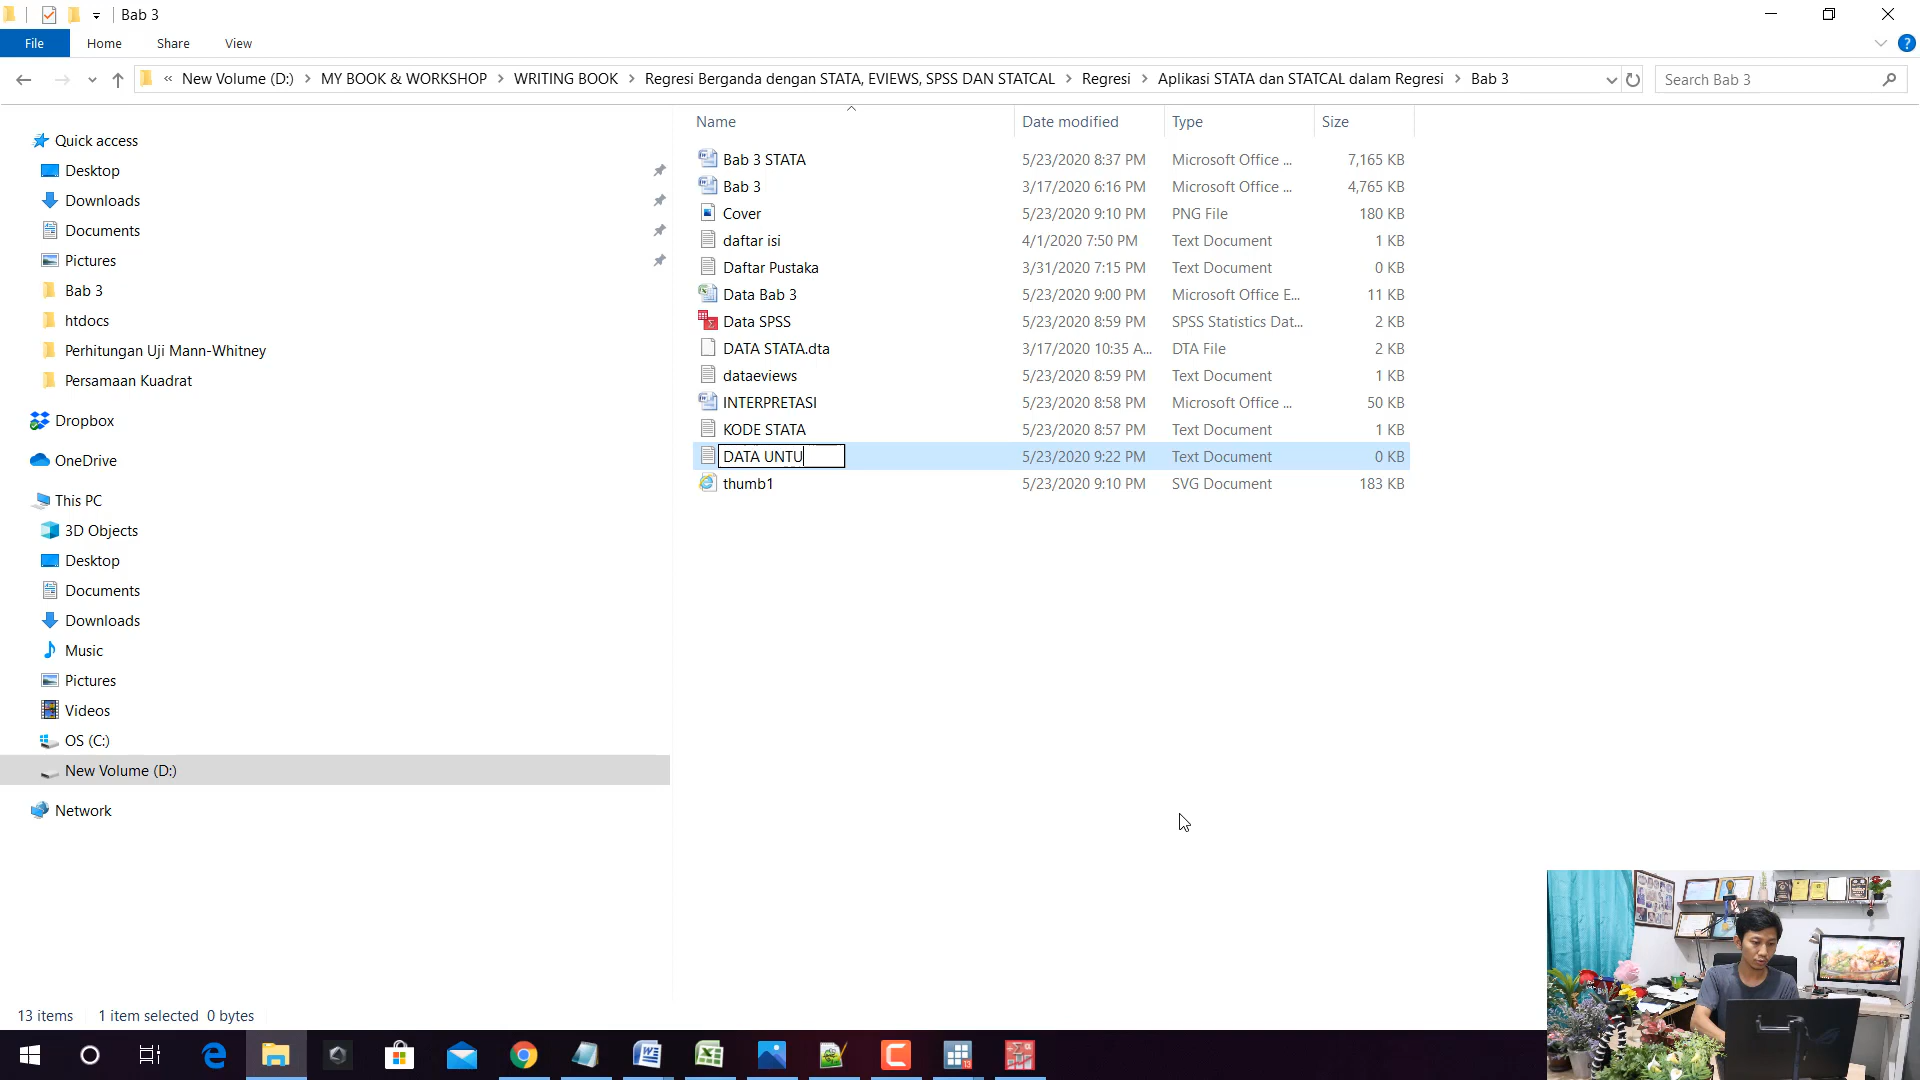 Bab 3
File Home Share View
« New Volume (D:) MY BOOK & WORKSHOP WRITING BOOK Regresi Berganda dengan STATA, EVIEWS, SPSS DAN STATCAL Regresi Aplikasi STATA dan STATCAL dalam Regresi Bab 3 Search Bab 3
Name Date modified Type Size
Quick access
Desktop
Downloads
Documents
Pictures
Bab 3
htdocs
Perhitungan Uji Mann-Whitney
Persamaan Kuadrat
Dropbox
OneDrive
This PC
3D Objects
Desktop
Documents
Downloads
Music
Pictures
Videos
OS (C:)
New Volume (D:)
Network
Bab 3 STATA 5/23/2020 8:37 PM Microsoft Office ... 7,165 KB
Bab 3 3/17/2020 6:16 PM Microsoft Office ... 4,765 KB
Cover 5/23/2020 9:10 PM PNG File 180 KB
daftar isi 4/1/2020 7:50 PM Text Document 1 KB
Daftar Pustaka 3/31/2020 7:15 PM Text Document 0 KB
Data Bab 3 5/23/2020 9:00 PM Microsoft Office E... 11 KB
Data SPSS 5/23/2020 8:59 PM SPSS Statistics Dat... 2 KB
DATA STATA.dta 3/17/2020 10:35 A... DTA File 2 KB
dataeviews 5/23/2020 8:59 PM Text Document 1 KB
INTERPRETASI 5/23/2020 8:58 PM Microsoft Office ... 50 KB
KODE STATA 5/23/2020 8:57 PM Text Document 1 KB
DATA UNTU 5/23/2020 9:22 PM Text Document 0 KB
thumb1 5/23/2020 9:10 PM SVG Document 183 KB
13 items 1 item selected 0 bytes